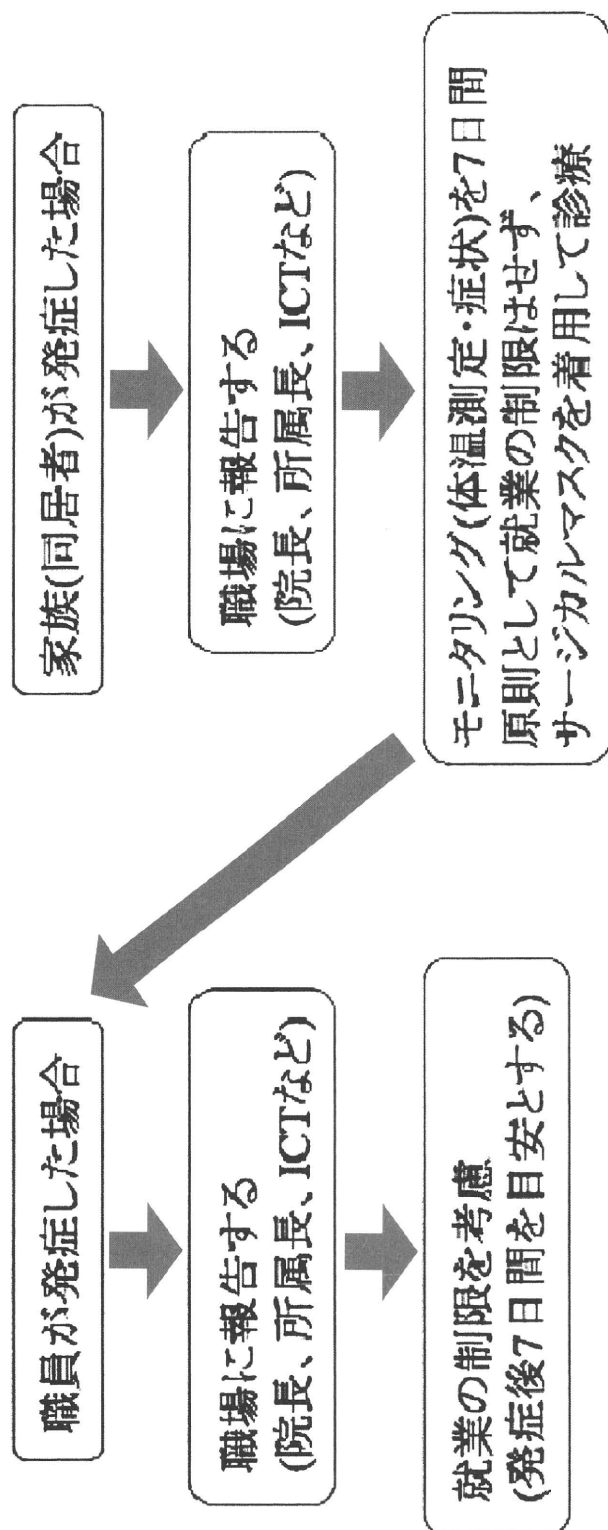 職員が発症した場合
職場に報告する
(院長、所属長、ICTなど)
就業の制限を考慮
(発症後7日間を目安とする)
家族(同居者)が発症した場合
職場に報告する
(院長、所属長、ICTなど)
モニタリング(体温測定・症状)を7日間
原則として就業の制限はせず、
サージカルマスクを着用して診療